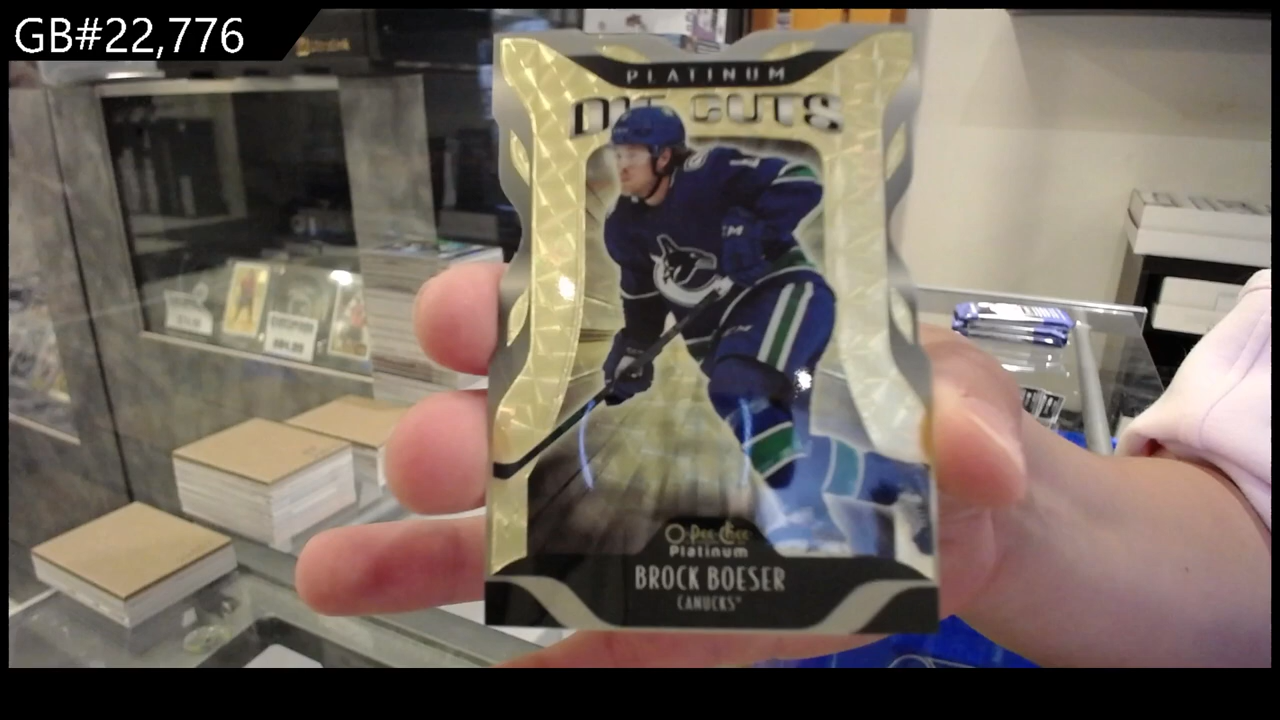 GB#22,776
PLATINUM
DIE CUTS
O-Pee-Chee
Platinum
BROCK BOESER
CANUCKS